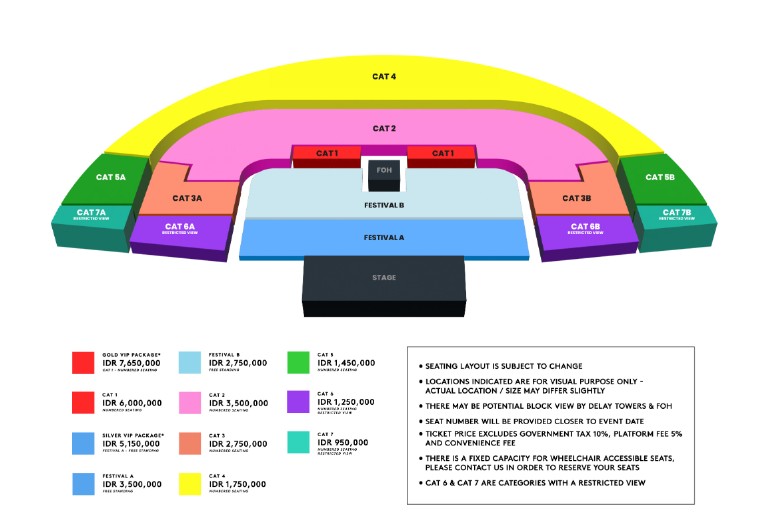 CAT 4
CAT 2
CAT 1
CAT 1
FOH
CAT 5A
CAT 5B
CAT 3A
CAT 3B
FESTIVAL B
CAT 7A
RESTRICTED VIEW
CAT 7B
RESTRICTED VIEW
CAT 6A
RESTRICTED VIEW
CAT 6B
RESTRICTED VIEW
FESTIVAL A
STAGE
GOLD VIP PACKAGE*
IDR 7,650,000
CAT 1 - NUMBERED SEATING
CAT 1
IDR 6,000,000
NUMBERED SEATING
SILVER VIP PACKAGE*
IDR 5,150,000
FESTIVAL A - FREE STANDING
FESTIVAL A
IDR 3,500,000
FREE STANDING
FESTIVAL B
IDR 2,750,000
FREE STANDING
CAT 2
IDR 3,500,000
NUMBERED SEATING
CAT 3
IDR 2,750,000
NUMBERED SEATING
CAT 4
IDR 1,750,000
NUMBERED SEATING
CAT 5
IDR 1,450,000
NUMBERED SEATING
CAT 6
IDR 1,250,000
NUMBERED SEATING
RESTRICTED VIEW
CAT 7
IDR 950,000
NUMBERED SEATING
RESTRICTED VIEW
• SEATING LAYOUT IS SUBJECT TO CHANGE
• LOCATIONS INDICATED ARE FOR VISUAL PURPOSE ONLY -
ACTUAL LOCATION / SIZE MAY DIFFER SLIGHTLY
• THERE MAY BE POTENTIAL BLOCK VIEW BY DELAY TOWERS & FOH
• SEAT NUMBER WILL BE PROVIDED CLOSER TO EVENT DATE
• TICKET PRICE EXCLUDES GOVERNMENT TAX 10%, PLATFORM FEE 5%
AND CONVENIENCE FEE
• THERE IS A FIXED CAPACITY FOR WHEELCHAIR ACCESSIBLE SEATS,
PLEASE CONTACT US IN ORDER TO RESERVE YOUR SEATS
• CAT 6 & CAT 7 ARE CATEGORIES WITH A RESTRICTED VIEW